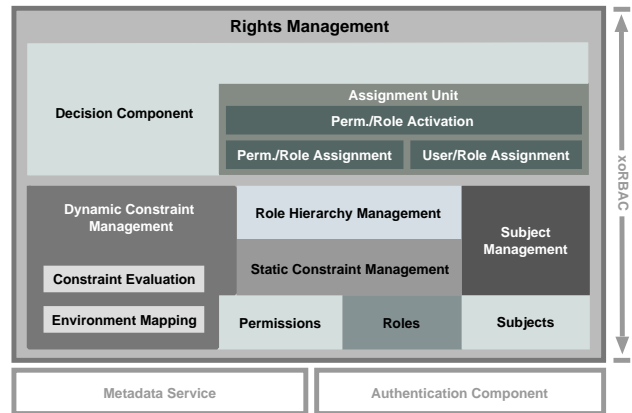 Rights Management
Decision Component
Assignment Unit
Perm./Role Activation
Perm./Role Assignment
User/Role Assignment
xoRBAC
Dynamic Constraint
Management
Constraint Evaluation
Environment Mapping
Role Hierarchy Management
Static Constraint Management
Subject
Management
Permissions
Roles
Subjects
Metadata Service
Authentication Component